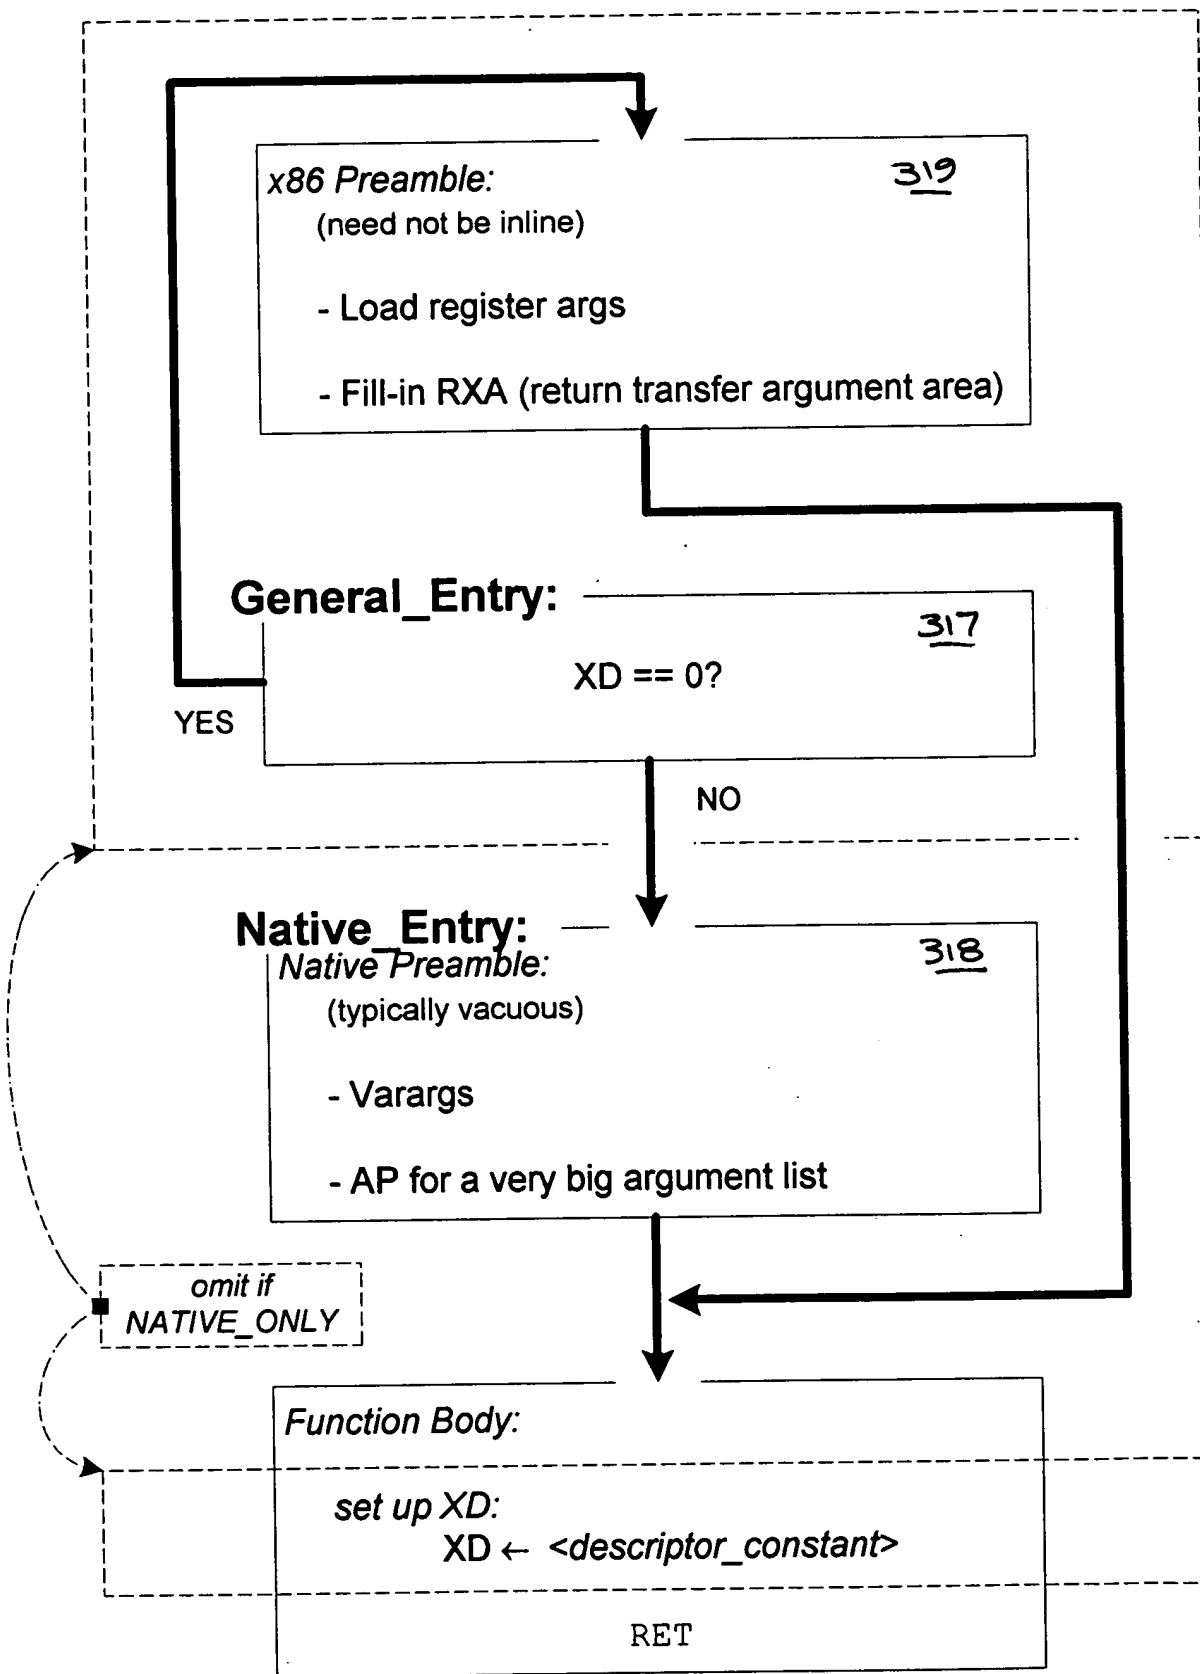 x86 Preamble: 319
(need not be inline)
- Load register args
- Fill-in RXA (return transfer argument area)
General_Entry:
317
XD == 0?
YES
NO
Native_Entry:
Native Preamble: 318
(typically vacuous)
- Varargs
- AP for a very big argument list
omit if
NATIVE_ONLY
Function Body:
set up XD:
XD ← <descriptor_constant>
RET